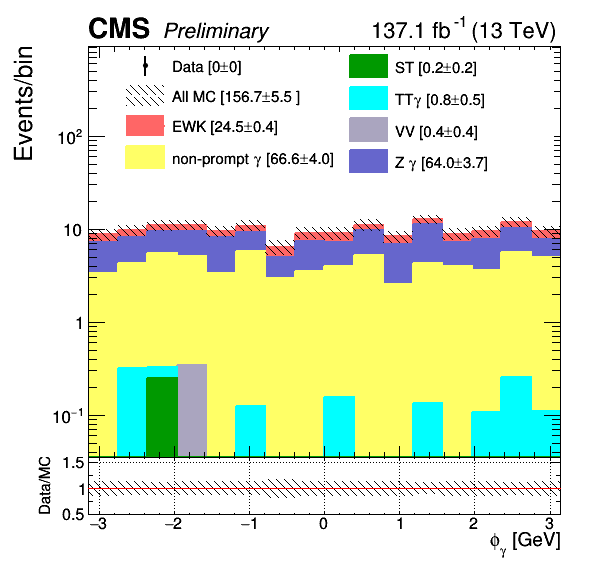 CMS Preliminary 137.1 fb⁻¹ (13 TeV)
Events/bin
Data [0±0]
All MC [156.7±5.5 ]
EWK [24.5±0.4]
non-prompt γ [66.6±4.0]
ST [0.2±0.2]
TTγ [0.8±0.5]
VV [0.4±0.4]
Z γ [64.0±3.7]
10²
10
1
10⁻¹
Data/MC
1.5
1
0.5
−3 −2 −1 0 1 2 3
ϕγ [GeV]